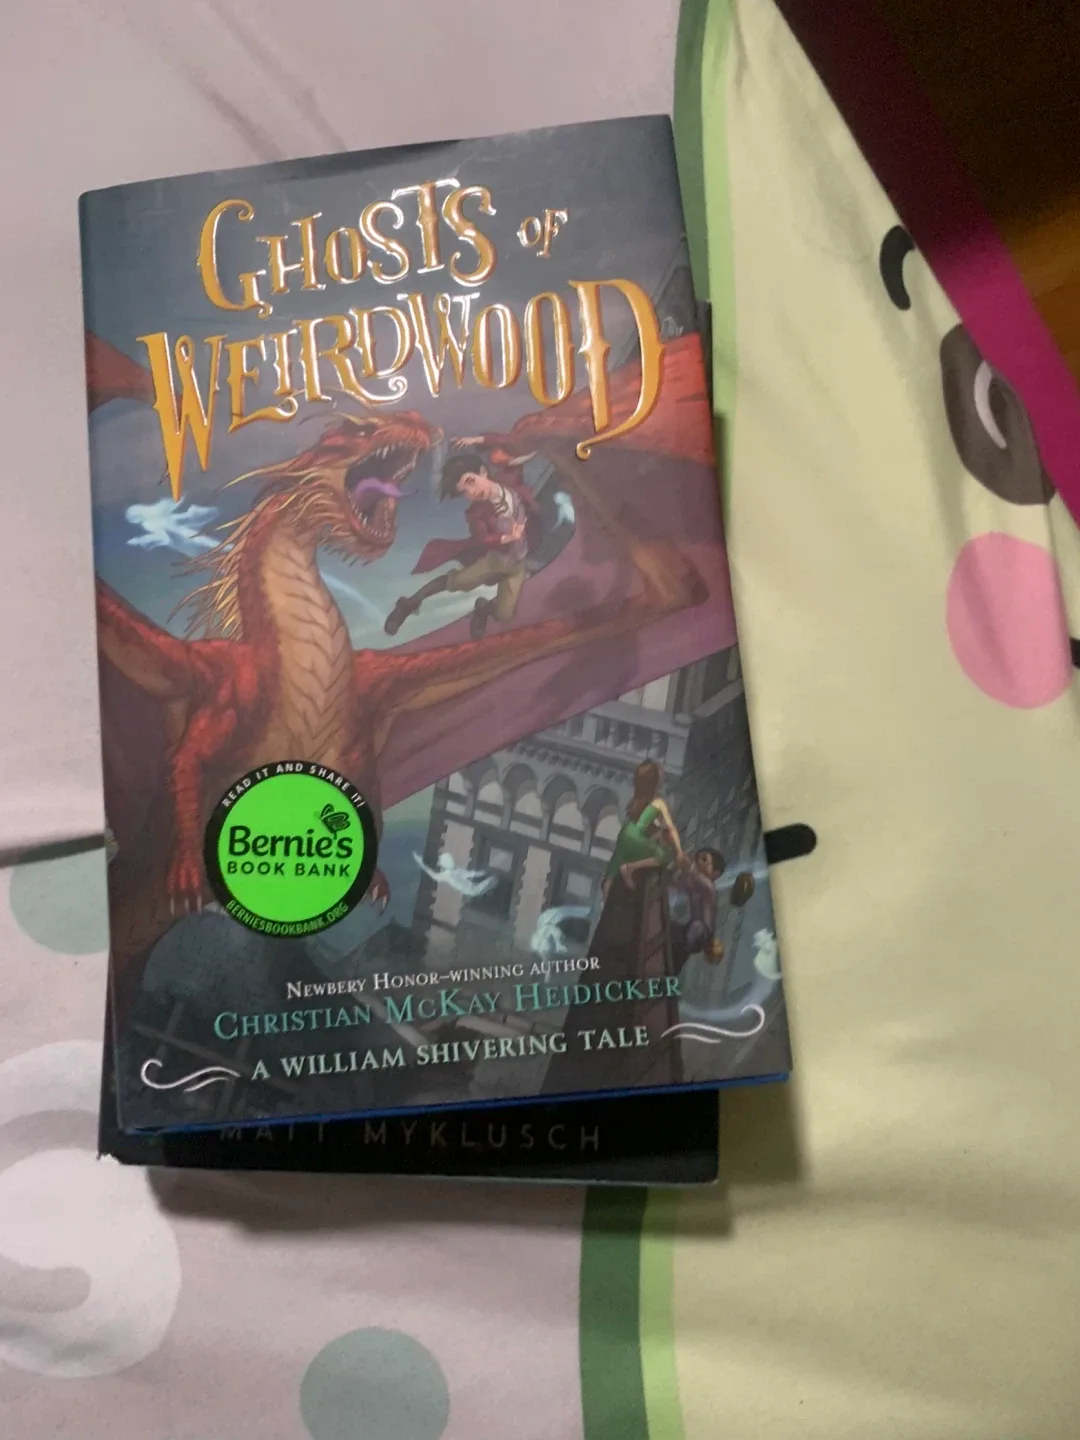 GHOSTS OF
WEIRDWOOD
READ IT AND SHARE IT!
Bernie's
BOOK BANK
BERNIESBOOKBANK.ORG
NEWBERY HONOR–WINNING AUTHOR
CHRISTIAN MCKAY HEIDICKER
A WILLIAM SHIVERING TALE
MATT MYKLUSCH